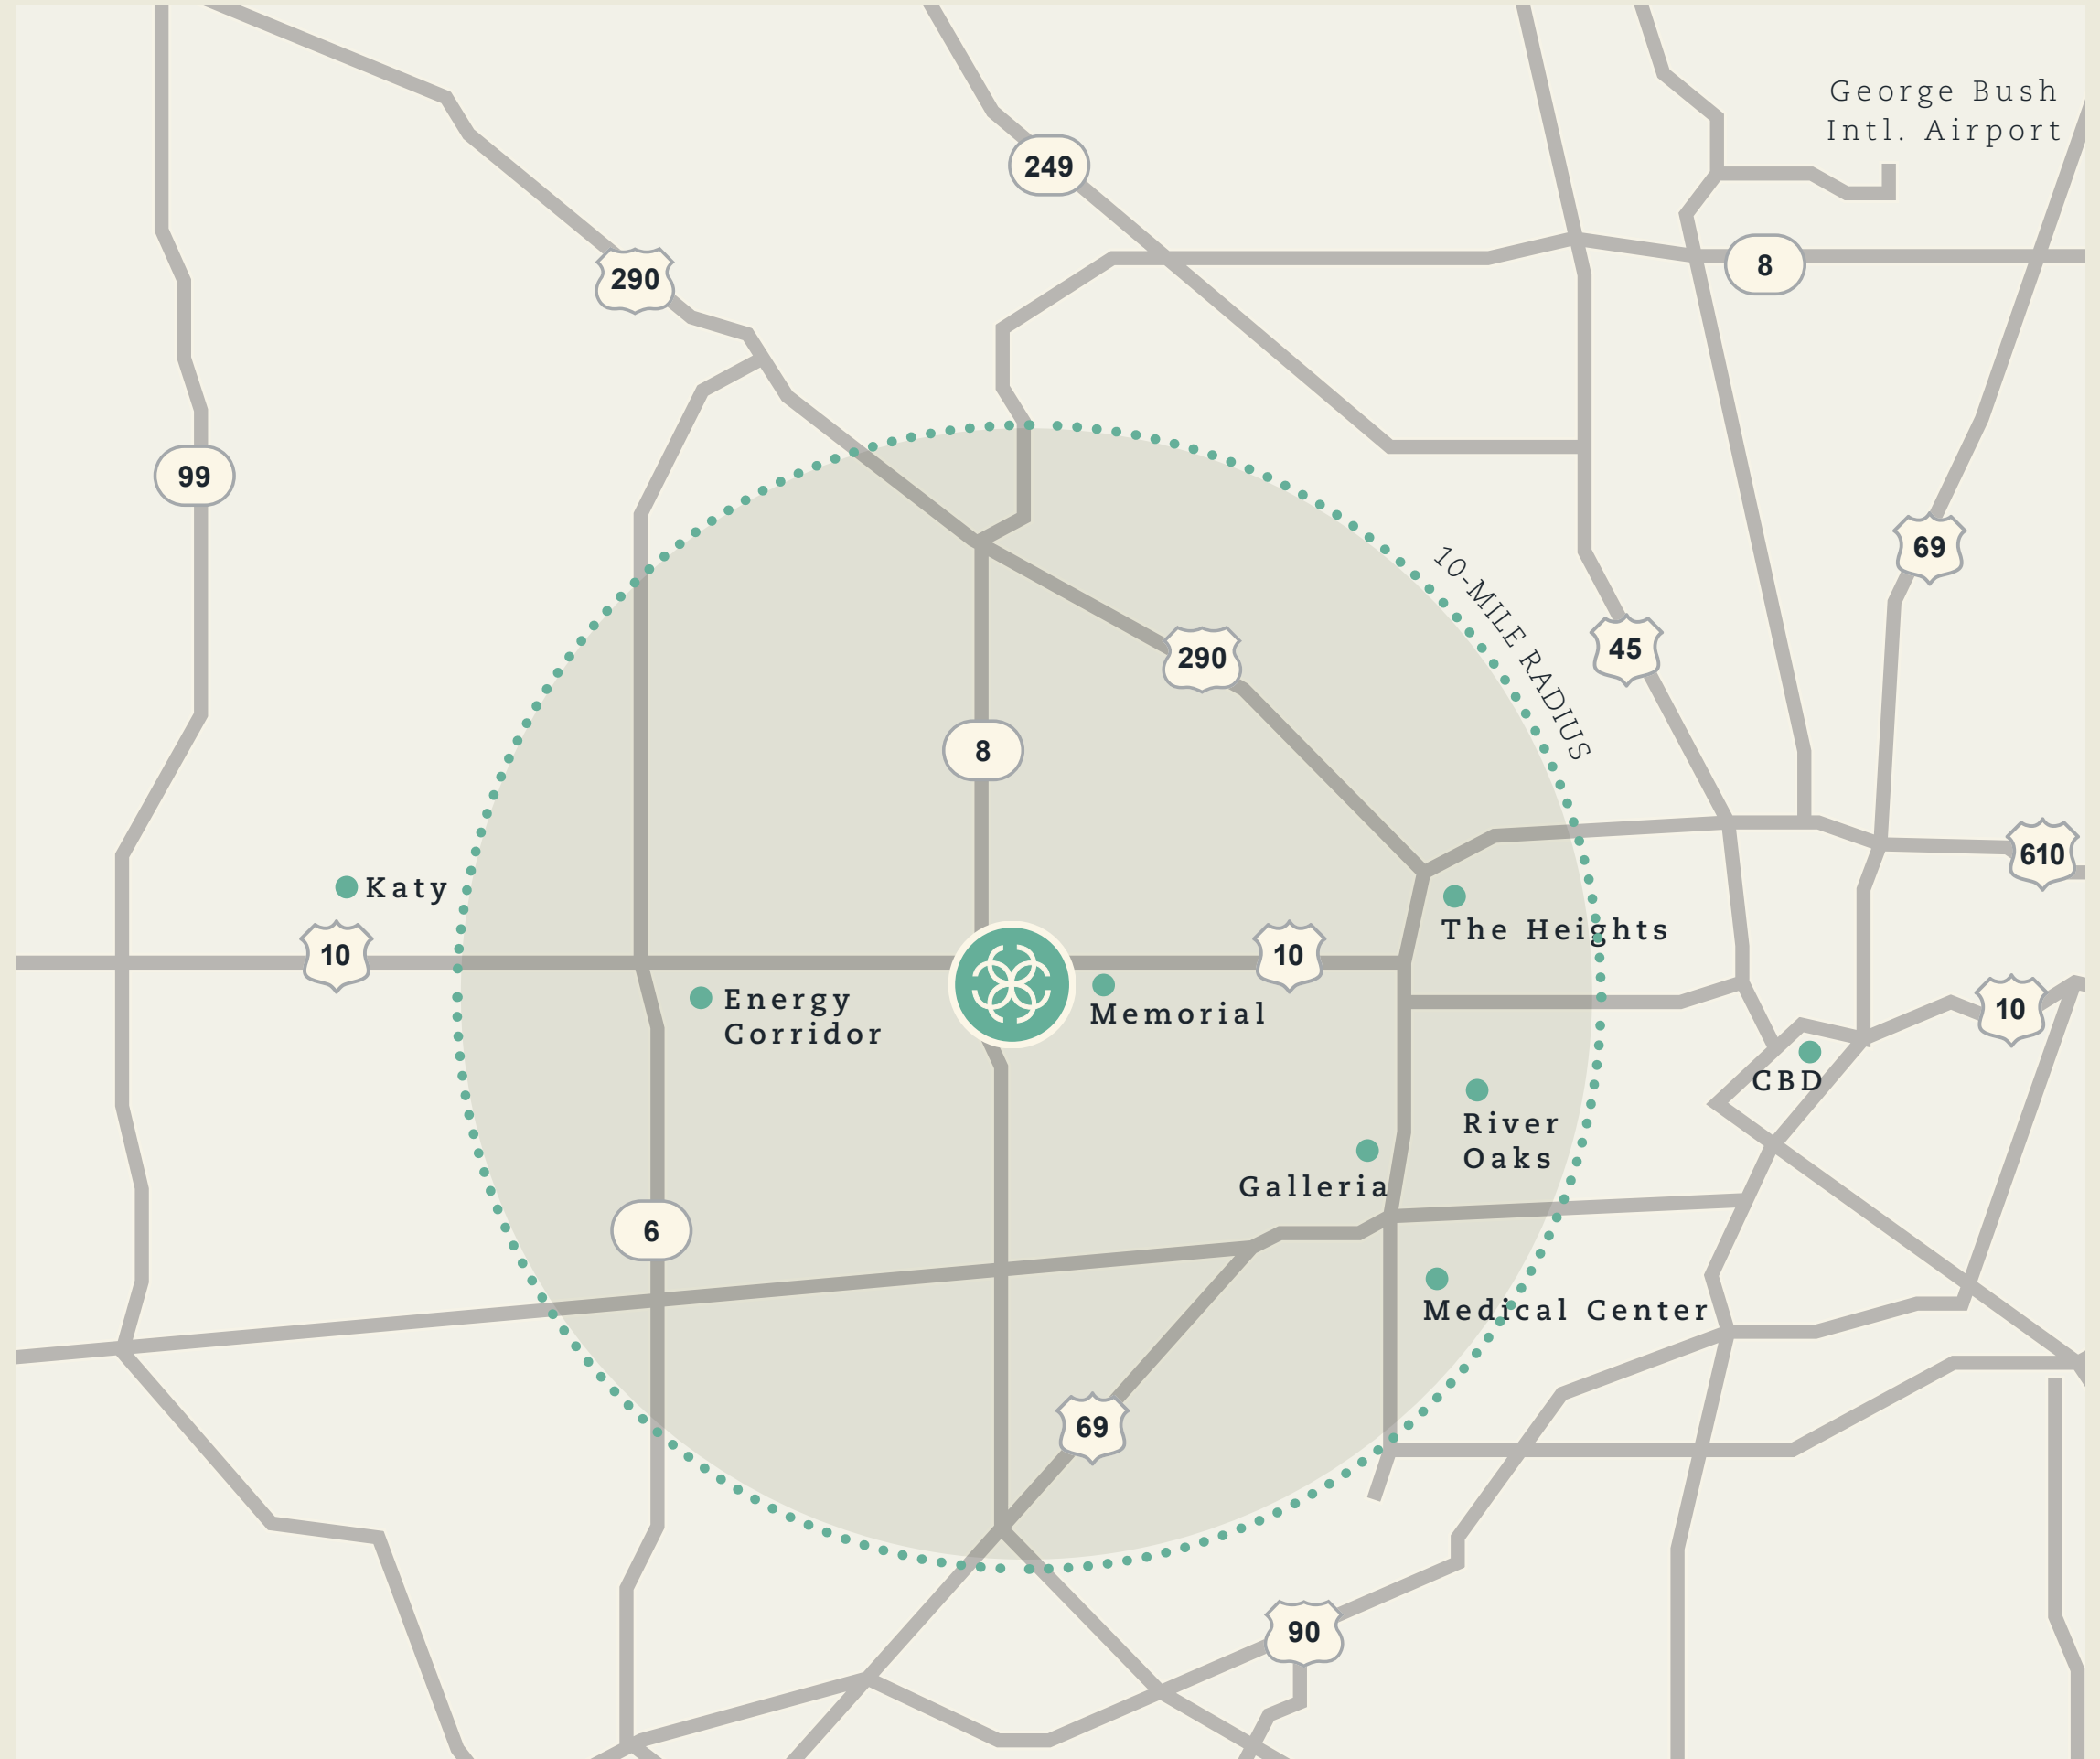 George Bush
Intl. Airport
249
8
290
99
69
10-MILE RADIUS
45
290
8
610
Katy
The Heights
10
10
Energy
Corridor
Memorial
10
CBD
River
Oaks
Galleria
6
Medical Center
69
90